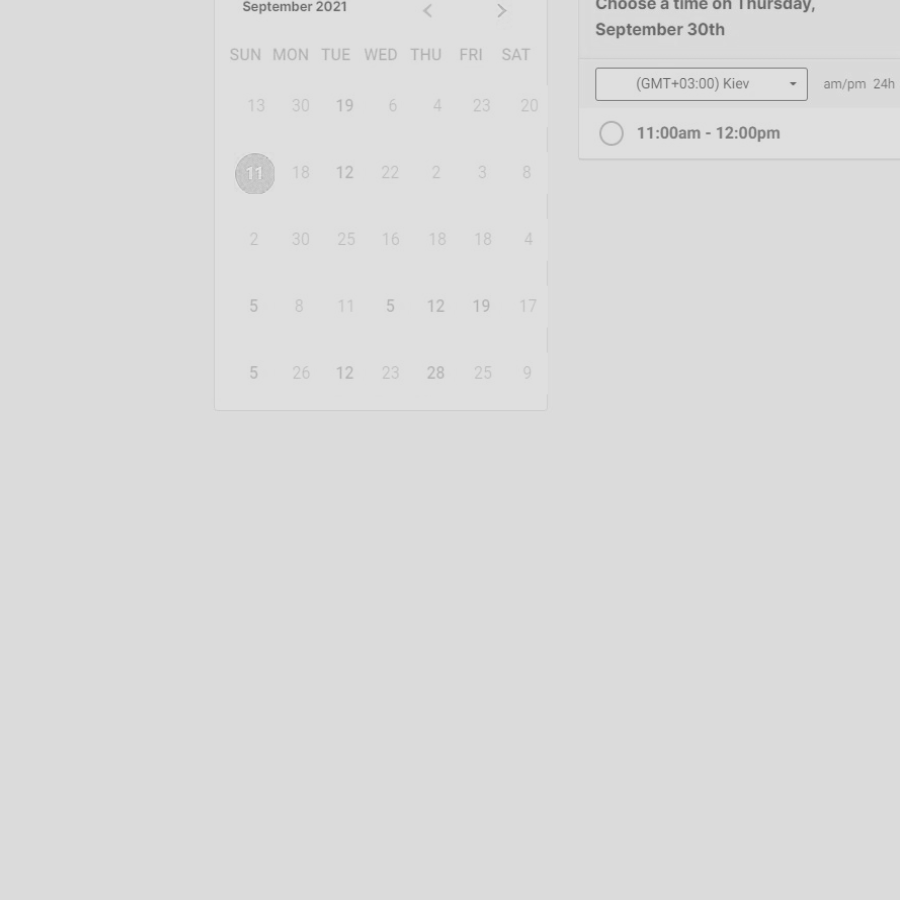 September 2021
SUN MON TUE WED THU FRI SAT
13 30 19 6 4 23 20
11 18 12 22 2 3 8
2 30 25 16 18 18 4
5 8 11 5 12 19 17
5 26 12 23 28 25 9
Choose a time on Thursday,
September 30th
(GMT+03:00) Kiev
am/pm 24h
11:00am - 12:00pm